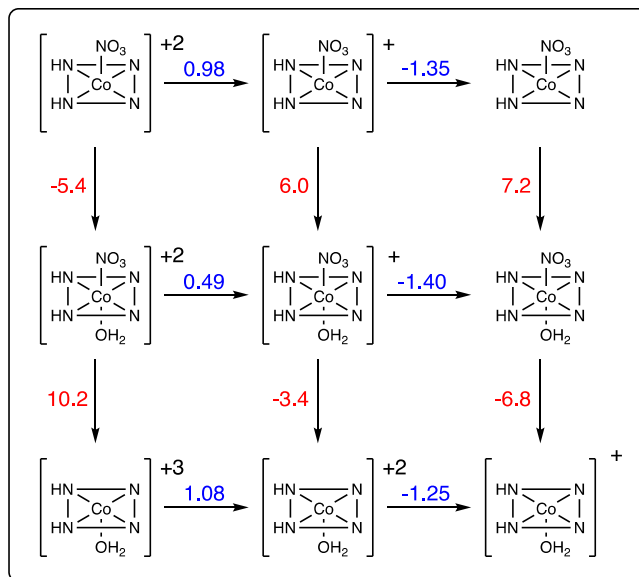 NO3 +2 NO3 + NO3
HN N 0.98 HN N -1.35 HN N
Co Co Co
HN N HN N HN N
-5.4 6.0 7.2
NO3 +2 NO3 + NO3
HN N 0.49 HN N -1.40 HN N
Co Co Co
HN N HN N HN N
OH2 OH2 OH2
10.2 -3.4 -6.8
+3 +2 +
HN N 1.08 HN N -1.25 HN N
Co Co Co
HN N HN N HN N
OH2 OH2 OH2